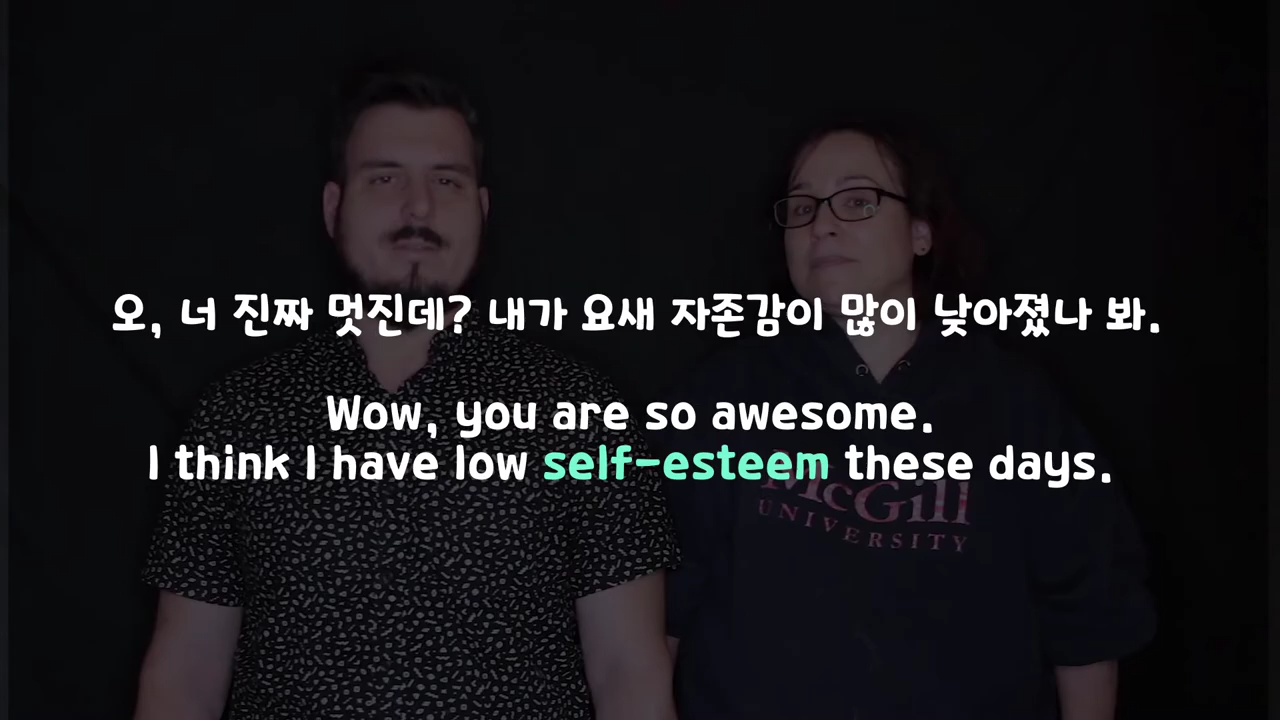 오, 너 진짜 멋진데? 내가 요새 자존감이 많이 낮아졌나 봐.
Wow, you are so awesome.
I think I have low self-esteem these days.
McGill
UNIVERSITY